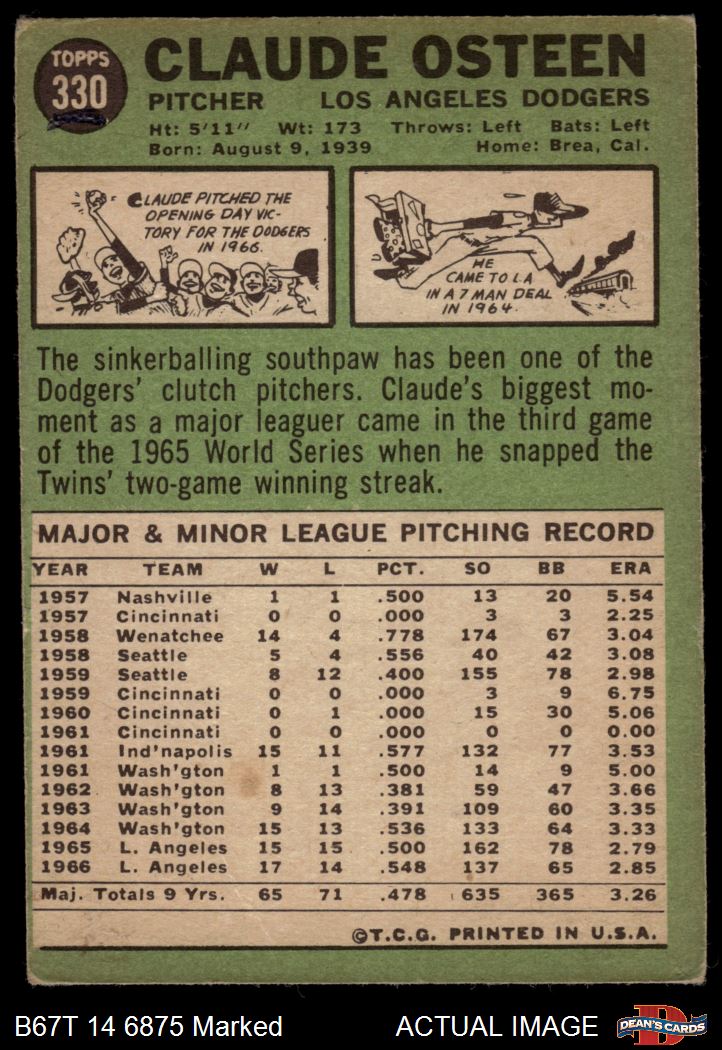 TOPPS
330
CLAUDE OSTEEN
PITCHER LOS ANGELES DODGERS
Ht: 5'11" Wt: 173 Throws: Left Bats: Left
Born: August 9, 1939 Home: Brea, Cal.
CLAUDE PITCHED THE
OPENING DAY VIC-
TORY FOR THE DODGERS
IN 1966.
HE
CAME TO L.A
IN A 7 MAN DEAL
IN 1964
The sinkerballing southpaw has been one of the
Dodgers' clutch pitchers. Claude's biggest mo-
ment as a major leaguer came in the third game
of the 1965 World Series when he snapped the
Twins' two-game winning streak.
MAJOR & MINOR LEAGUE PITCHING RECORD
YEAR TEAM W L PCT. SO BB ERA
1957 Nashville 1 1 .500 13 20 5.54
1957 Cincinnati 0 0 .000 3 3 2.25
1958 Wenatchee 14 4 .778 174 67 3.04
1958 Seattle 5 4 .556 40 42 3.08
1959 Seattle 8 12 .400 155 78 2.98
1959 Cincinnati 0 0 .000 3 9 6.75
1960 Cincinnati 0 1 .000 15 30 5.06
1961 Cincinnati 0 0 .000 0 0 0.00
1961 Ind'napolis 15 11 .577 132 77 3.53
1961 Wash'gton 1 1 .500 14 9 5.00
1962 Wash'gton 8 13 .381 59 47 3.66
1963 Wash'gton 9 14 .391 109 60 3.35
1964 Wash'gton 15 13 .536 133 64 3.33
1965 L. Angeles 15 15 .500 162 78 2.79
1966 L. Angeles 17 14 .548 137 65 2.85
Maj. Totals 9 Yrs. 65 71 .478 635 365 3.26
©T.C.G. PRINTED IN U.S.A.
B67T 14 6875 Marked ACTUAL IMAGE
DEAN'S CARDS